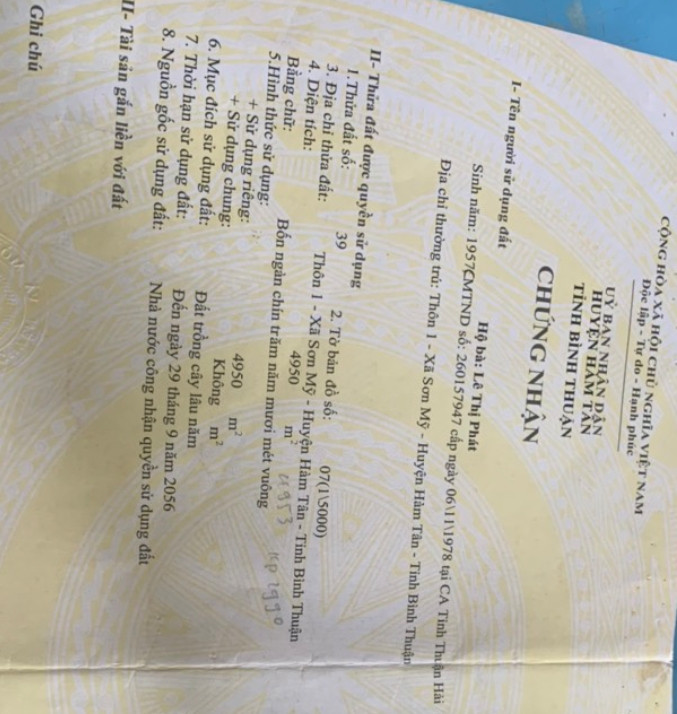 CỘNG HÒA XÃ HỘI CHỦ NGHĨA VIỆT NAM
Độc lập - Tự do - Hạnh phúc
UỶ BAN NHÂN DÂN
HUYỆN HÀM TÂN
TỈNH BÌNH THUẬN
CHỨNG NHẬN
I- Tên người sử dụng đất
Hộ bà: Lê Thị Phát
Sinh năm: 1957CMTND số: 260157947 cấp ngày 06\11\1978 tại CA Tỉnh Thuận Hải
Địa chỉ thường trú: Thôn 1 - Xã Sơn Mỹ - Huyện Hàm Tân - Tỉnh Bình Thuận
II- Thửa đất được quyền sử dụng
1.Thửa đất số: 39 2. Tờ bản đồ số: 07(1\5000)
3. Địa chỉ thửa đất: Thôn 1 - Xã Sơn Mỹ - Huyện Hàm Tân - Tỉnh Bình Thuận
4. Diện tích: 4950 m²
4953
Bằng chữ: Bốn ngàn chín trăm năm mươi mét vuông
5.Hình thức sử dụng:
+ Sử dụng riêng: 4950 m²
+ Sử dụng chung: Không m²
6. Mục đích sử dụng đất: Đất trồng cây lâu năm
7. Thời hạn sử dụng đất: Đến ngày 29 tháng 9 năm 2056
8. Nguồn gốc sử dụng đất: Nhà nước công nhận quyền sử dụng đất
II- Tài sản gắn liền với đất
Ghi chú